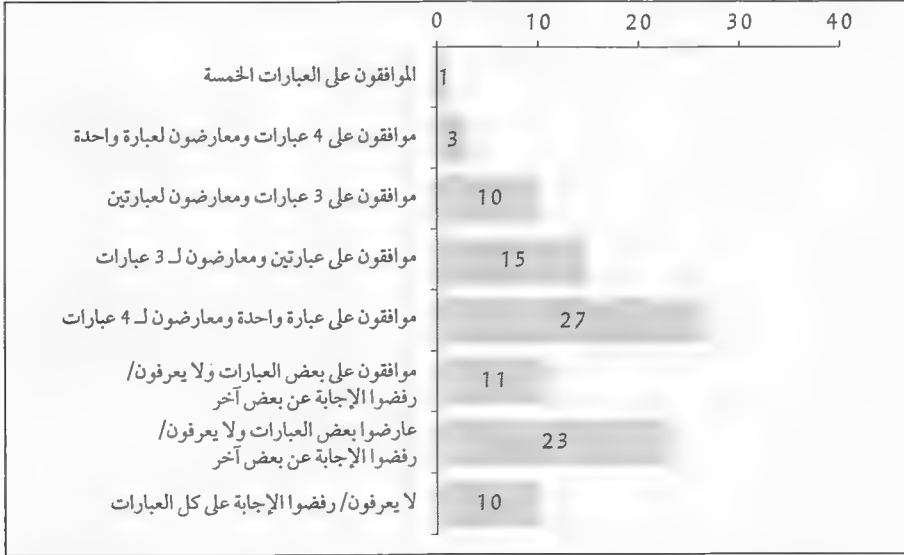 0 10 20 30 40
الموافقون على العبارات الخمسة 1
موافقون على 4 عبارات ومعارضون لعبارة واحدة 3
موافقون على 3 عبارات ومعارضون لعبارتين 10
موافقون على عبارتين ومعارضون لـ 3 عبارات 15
موافقون على عبارة واحدة ومعارضون لـ 4 عبارات 27
موافقون على بعض العبارات ولا يعرفون/
رفضوا الإجابة عن بعض آخر 11
عارضوا بعض العبارات ولا يعرفون/
رفضوا الإجابة عن بعض آخر 23
لا يعرفون/ رفضوا الإجابة على كل العبارات 10